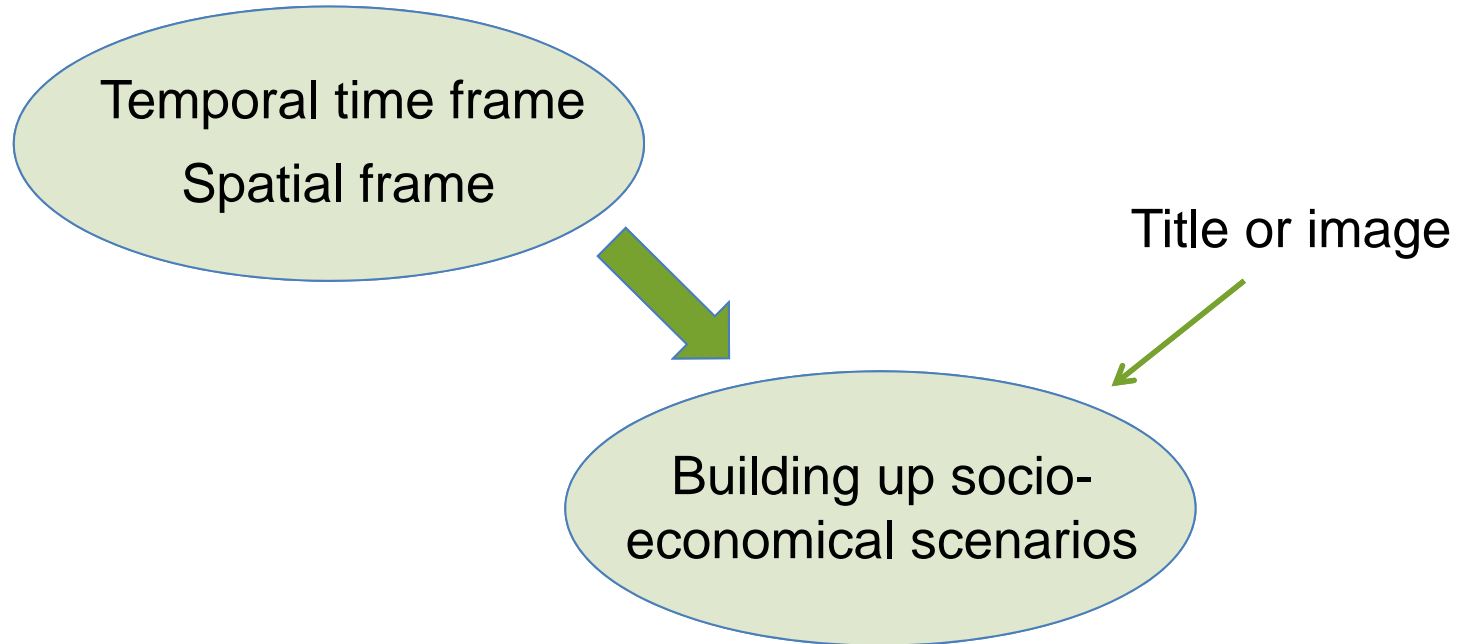 Temporal time frame
Spatial frame
Title or image
Building up socio-
economical scenarios